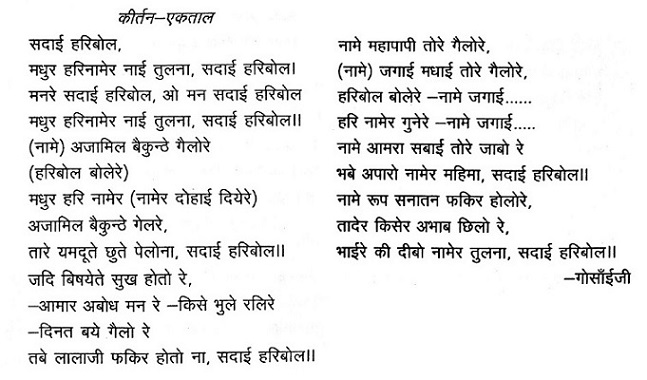 कीर्तन–एकताल
सदाई हरिबोल,
मधुर हरिनामेर नाई तुलना, सदाई हरिबोल।
मनरे सदाई हरिबोल, ओ मन सदाई हरिबोल
मधुर हरिनामेर नाई तुलना, सदाई हरिबोल।।
(नामे) अजामिल बैकुन्ठे गैलोरे
(हरिबोल बोलेरे)
मधुर हरि नामेर (नामेर दोहाई दियेरे)
अजामिल बैकुन्ठे गेलरे,
तारे यमदूते छुते पेलोना, सदाई हरिबोल।।
जदि बिषयेते सुख होतो रे,
–आमार अबोध मन रे –किसे भुले रलिरे
–दिनत बये गैलो रे
तबे लालाजी फकिर होतो ना, सदाई हरिबोल।।
नामे महापापी तोरे गैलोरे,
(नामे) जगाई मधाई तोरे गैलोरे,
हरिबोल बोलेरे –नामे जगाई......
हरि नामेर गुनेरे –नामे जगाई.....
नामे आमरा सबाईं तोरे जाबो रे
भबे अपारो नामेर महिमा, सदाई हरिबोल।।
नामे रूप सनातन फकिर होलोरे,
तादेर किसेर अभाब छिलो रे,
भाईरे की दीबो नामेर तुलना, सदाई हरिबोल।।
–गोसाँईजी